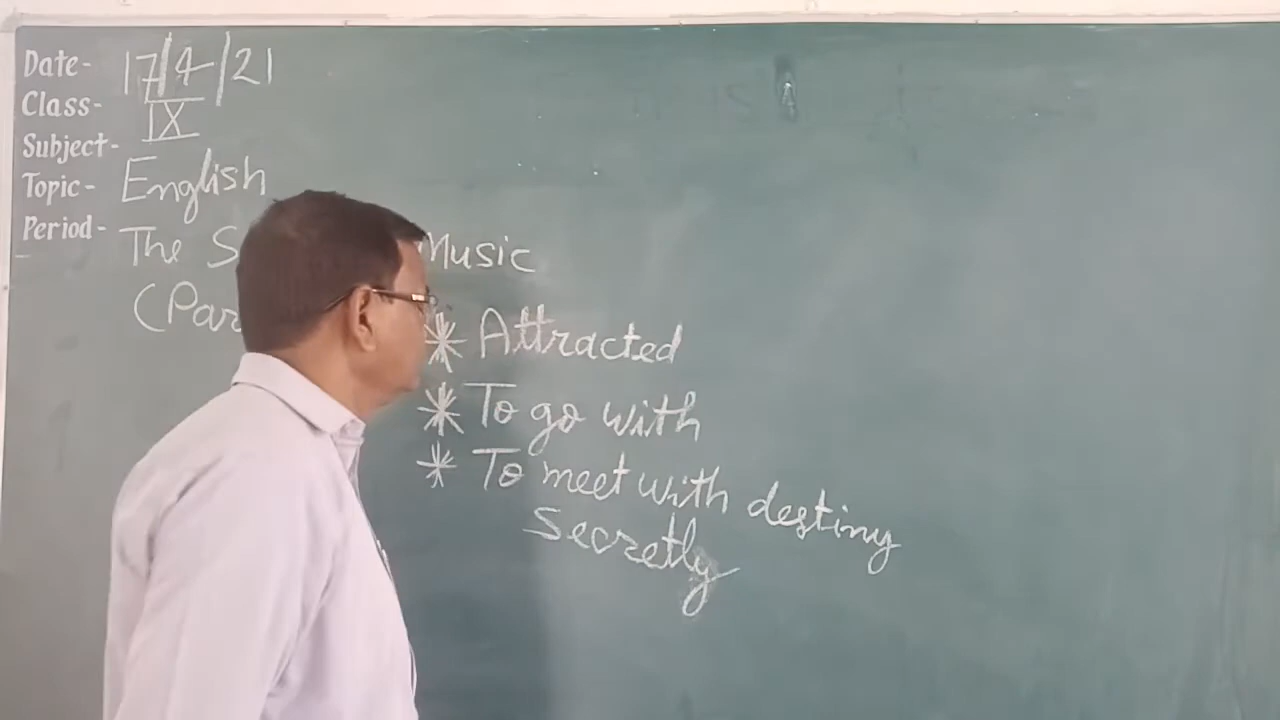 Date- 17/4/21
Class- IX
Subject-
Topic- English
Period- The S Music
(Par
* Attracted
* To go with
* To meet with destiny
Secretly